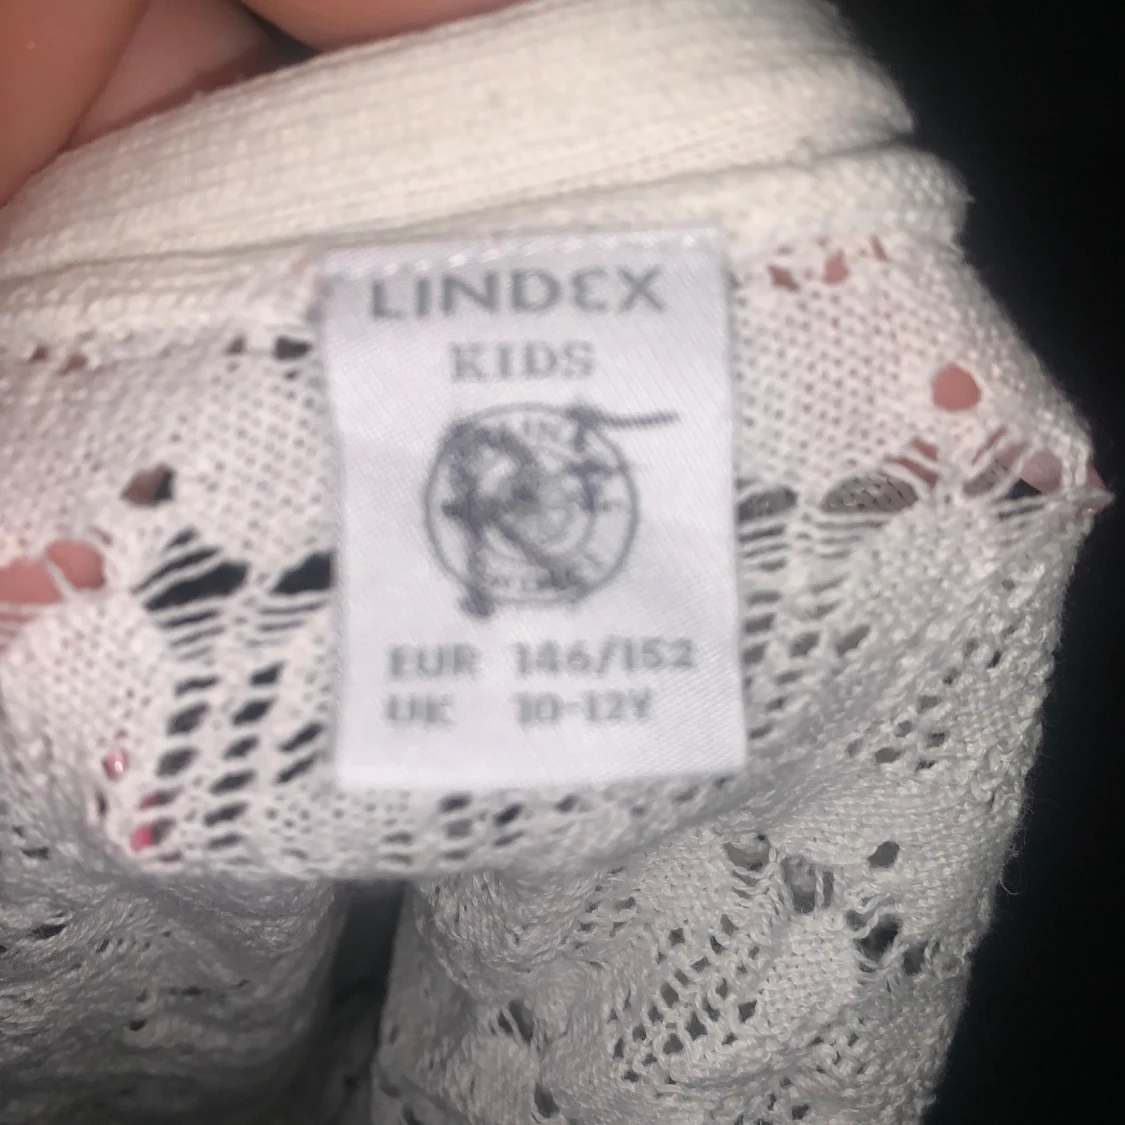 LINDEX
KIDS
EUR 146/152
UK 10-12Y